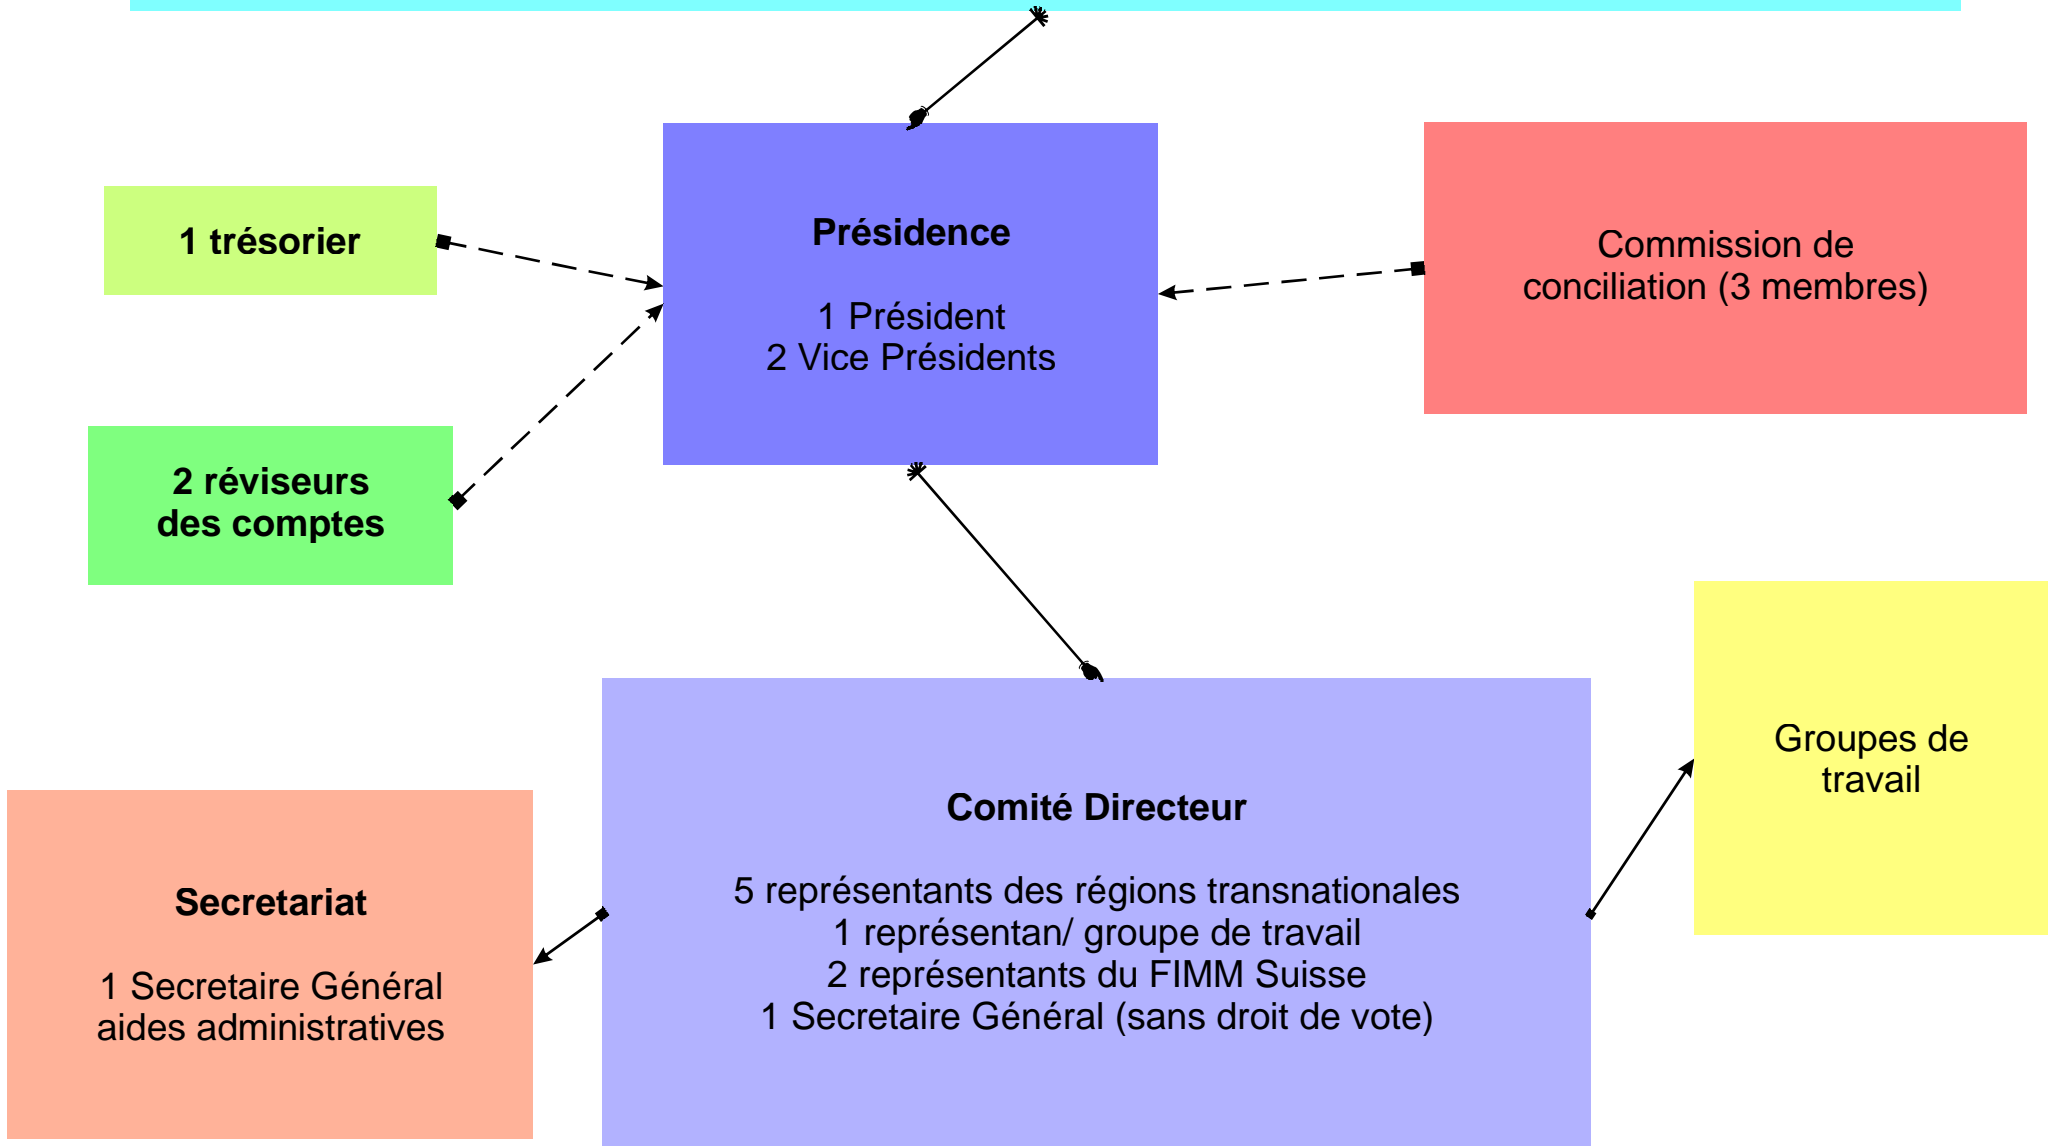 1 trésorier
Présidence
1 Président
2 Vice Présidents
Commission de
conciliation (3 membres)
2 réviseurs
des comptes
Groupes de
travail
Comité Directeur
5 représentants des régions transnationales
1 représentan/ groupe de travail
2 représentants du FIMM Suisse
1 Secretaire Général (sans droit de vote)
Secretariat
1 Secretaire Général
aides administratives